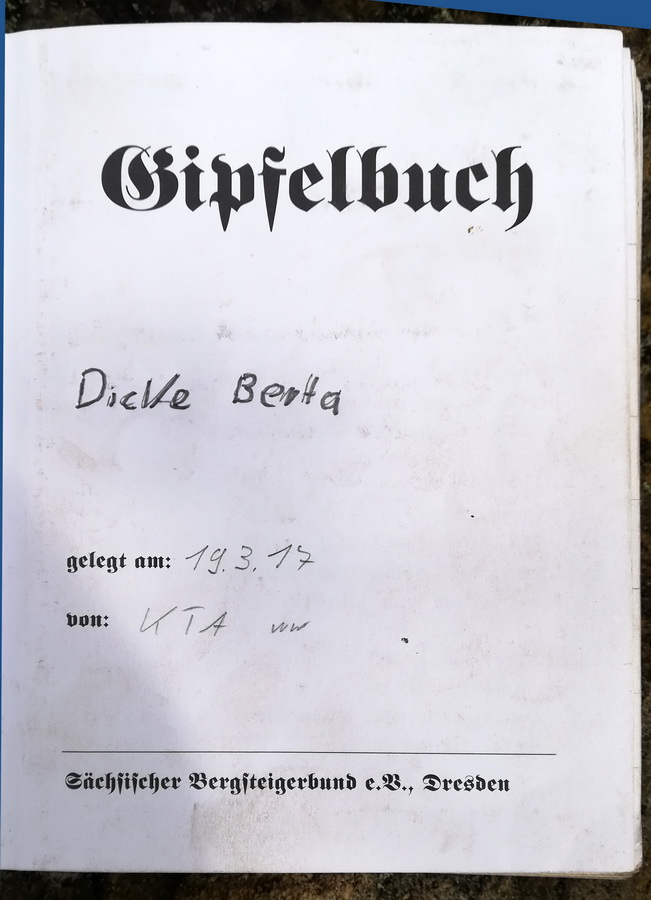 Gipfelbuch
Dicke Berta
gelegt am: 19.3.17
von: KTA
Sächsischer Bergsteigerbund e.V., Dresden